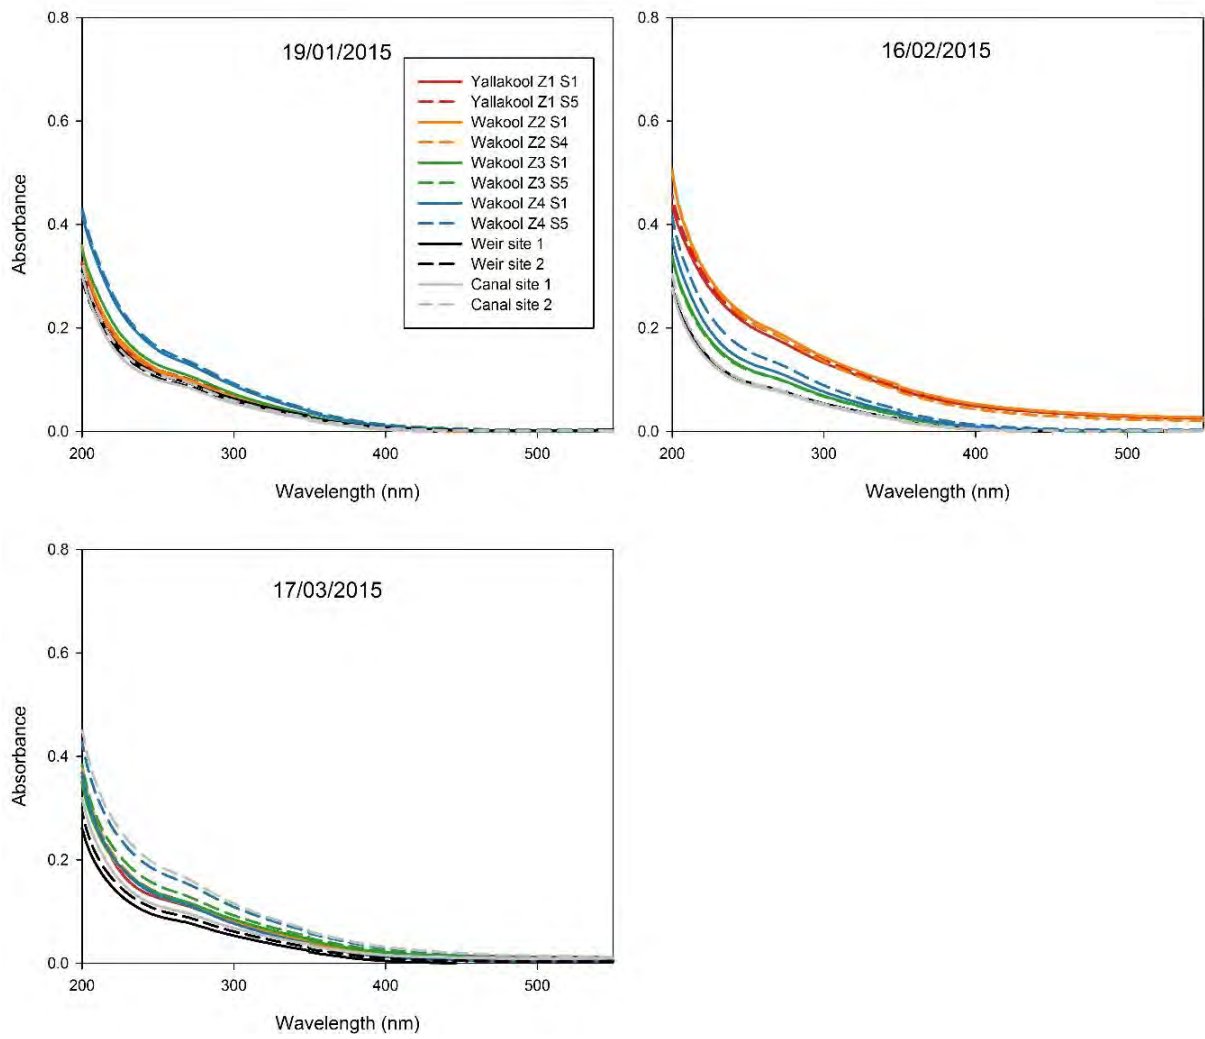 19/01/2015
0.8
0.6
0.4
0.2
0.0
Absorbance
Yallakool Z1 S1
Yallakool Z1 S5
Wakool Z2 S1
Wakool Z2 S4
Wakool Z3 S1
Wakool Z3 S5
Wakool Z4 S1
Wakool Z4 S5
Weir site 1
Weir site 2
Canal site 1
Canal site 2
200 300 400 500
Wavelength (nm)
16/02/2015
0.8
0.6
0.4
0.2
0.0
200 300 400 500
Wavelength (nm)
17/03/2015
0.8
0.6
0.4
0.2
0.0
Absorbance
200 300 400 500
Wavelength (nm)